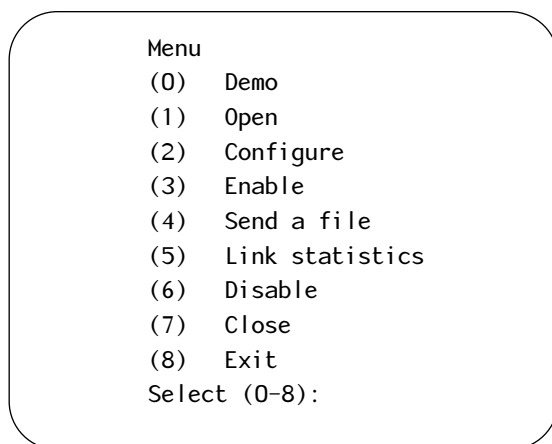 Menu
(0) Demo
(1) Open
(2) Configure
(3) Enable
(4) Send a file
(5) Link statistics
(6) Disable
(7) Close
(8) Exit
Select (0-8):